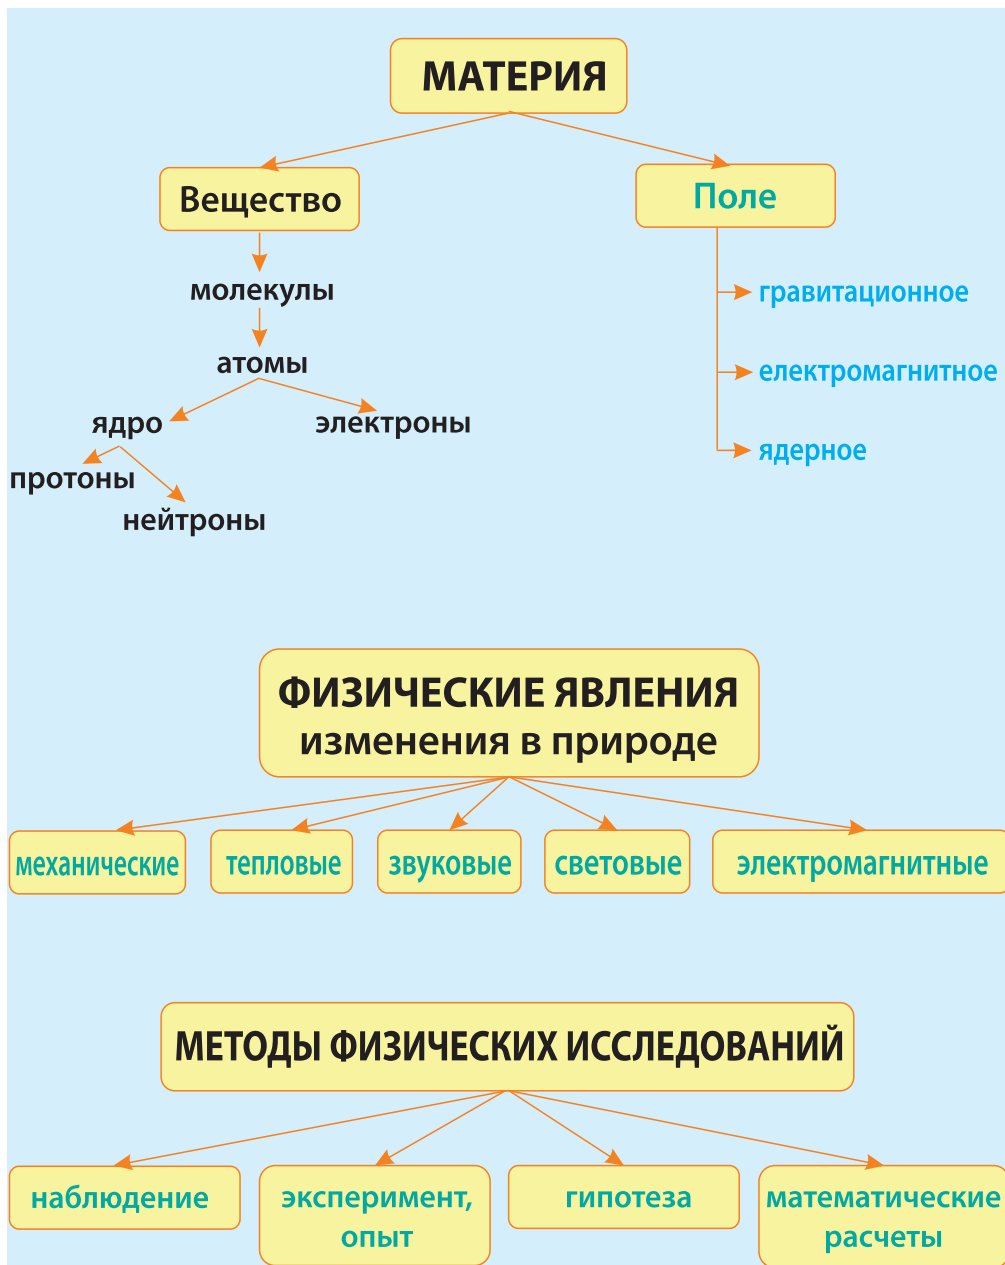 МАТЕРИЯ
Вещество
Поле
молекулы
гравитационное
атомы
електромагнитное
ядро
электроны
ядерное
протоны
нейтроны
ФИЗИЧЕСКИЕ ЯВЛЕНИЯ
изменения в природе
механические
тепловые
звуковые
световые
электромагнитные
МЕТОДЫ ФИЗИЧЕСКИХ ИССЛЕДОВАНИЙ
наблюдение
эксперимент,
опыт
гипотеза
математические
расчеты